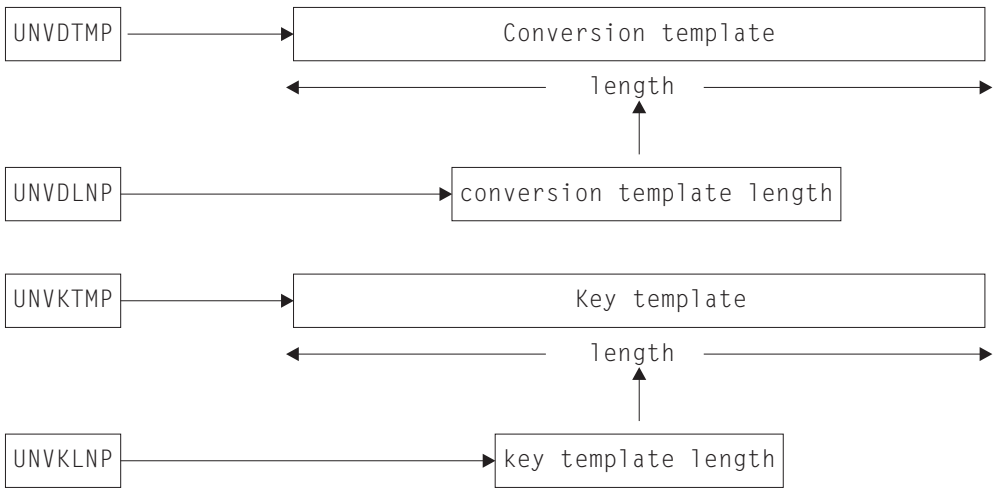 UNVDTMP Conversion template
length
UNVDLNP conversion template length
UNVKTMP Key template
length
UNVKLNP key template length